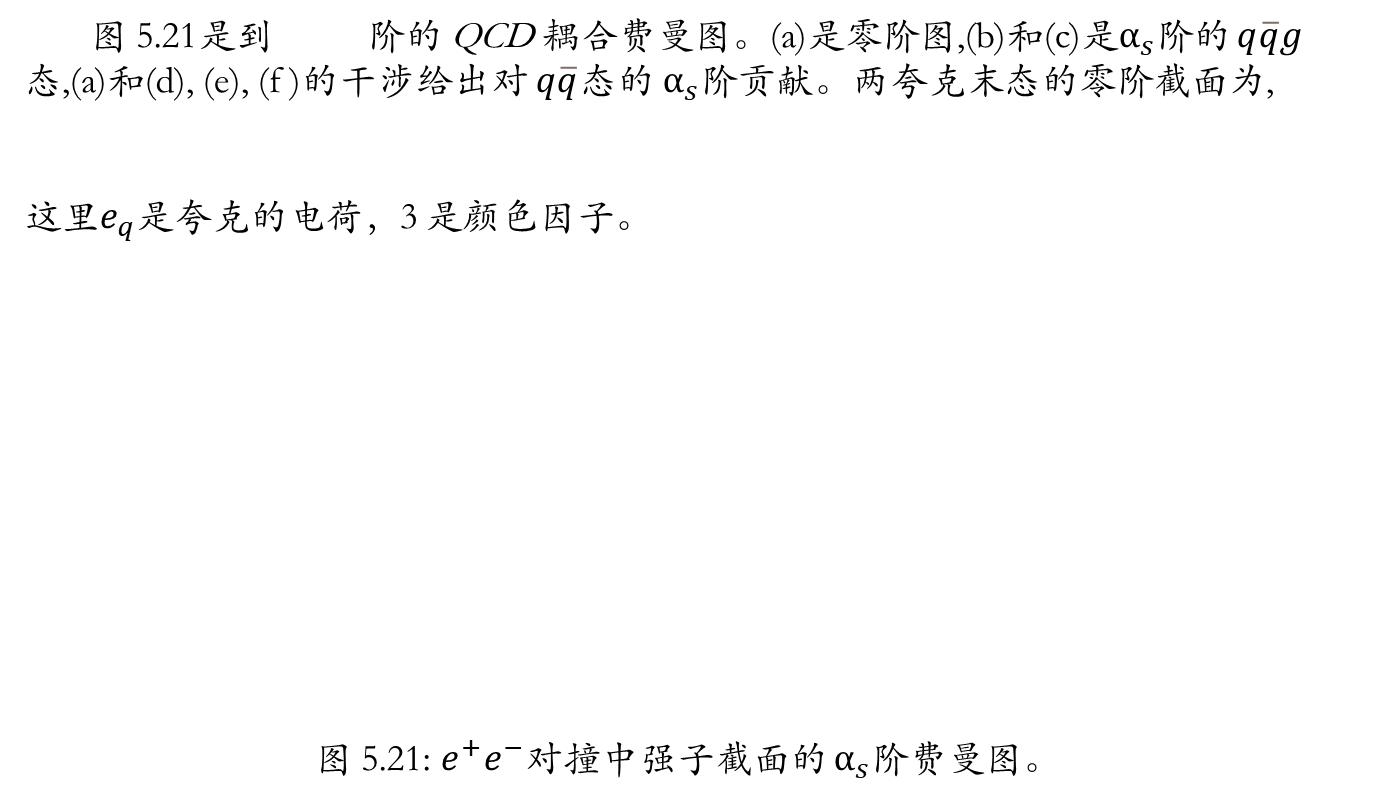 图 5.21是到 阶的 QCD 耦合费曼图。(a)是零阶图,(b)和(c)是αₛ阶的 qq̅g
态,(a)和(d), (e), (f )的干涉给出对 qq̅态的 αₛ阶贡献。两夸克末态的零阶截面为,
这里e_q是夸克的电荷，3 是颜色因子。
图 5.21: e⁺e⁻对撞中强子截面的 αₛ阶费曼图。